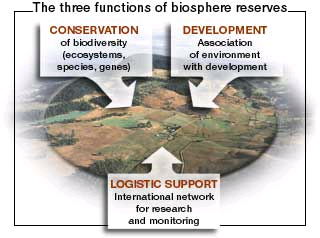 The three functions of biosphere reserves
CONSERVATION
of biodiversity
(ecosystems,
species, genes)
DEVELOPMENT
Association
of environment
with development
LOGISTIC SUPPORT
International network
for research
and monitoring